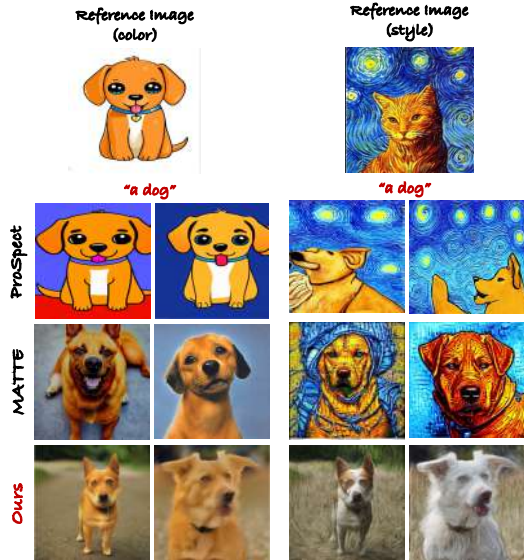 Reference Image
(color)
Reference Image
(style)
"a dog"
"a dog"
ProSpect
MATTE
Ours